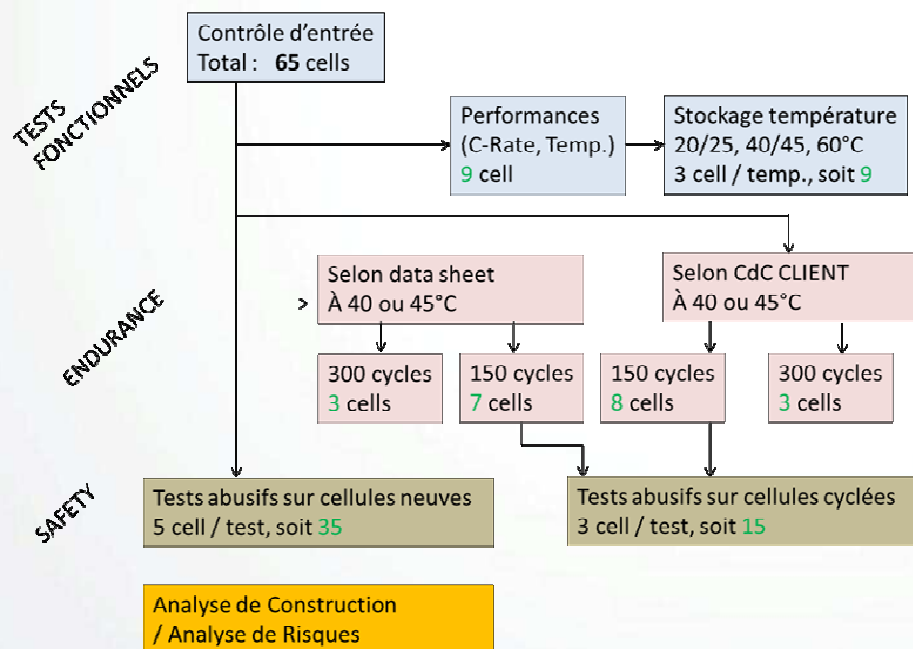 Contrôle d'entrée
Total : 65 cells
TESTS
FONCTIONNELS
Performances
(C-Rate, Temp.)
9 cell
Stockage température
20/25, 40/45, 60°C
3 cell / temp., soit 9
ENDURANCE
>
Selon data sheet
À 40 ou 45°C
Selon CdC CLIENT
À 40 ou 45°C
300 cycles
3 cells
150 cycles
7 cells
150 cycles
8 cells
300 cycles
3 cells
SAFETY
Tests abusifs sur cellules neuves
5 cell / test, soit 35
Tests abusifs sur cellules cyclées
3 cell / test, soit 15
Analyse de Construction
/ Analyse de Risques